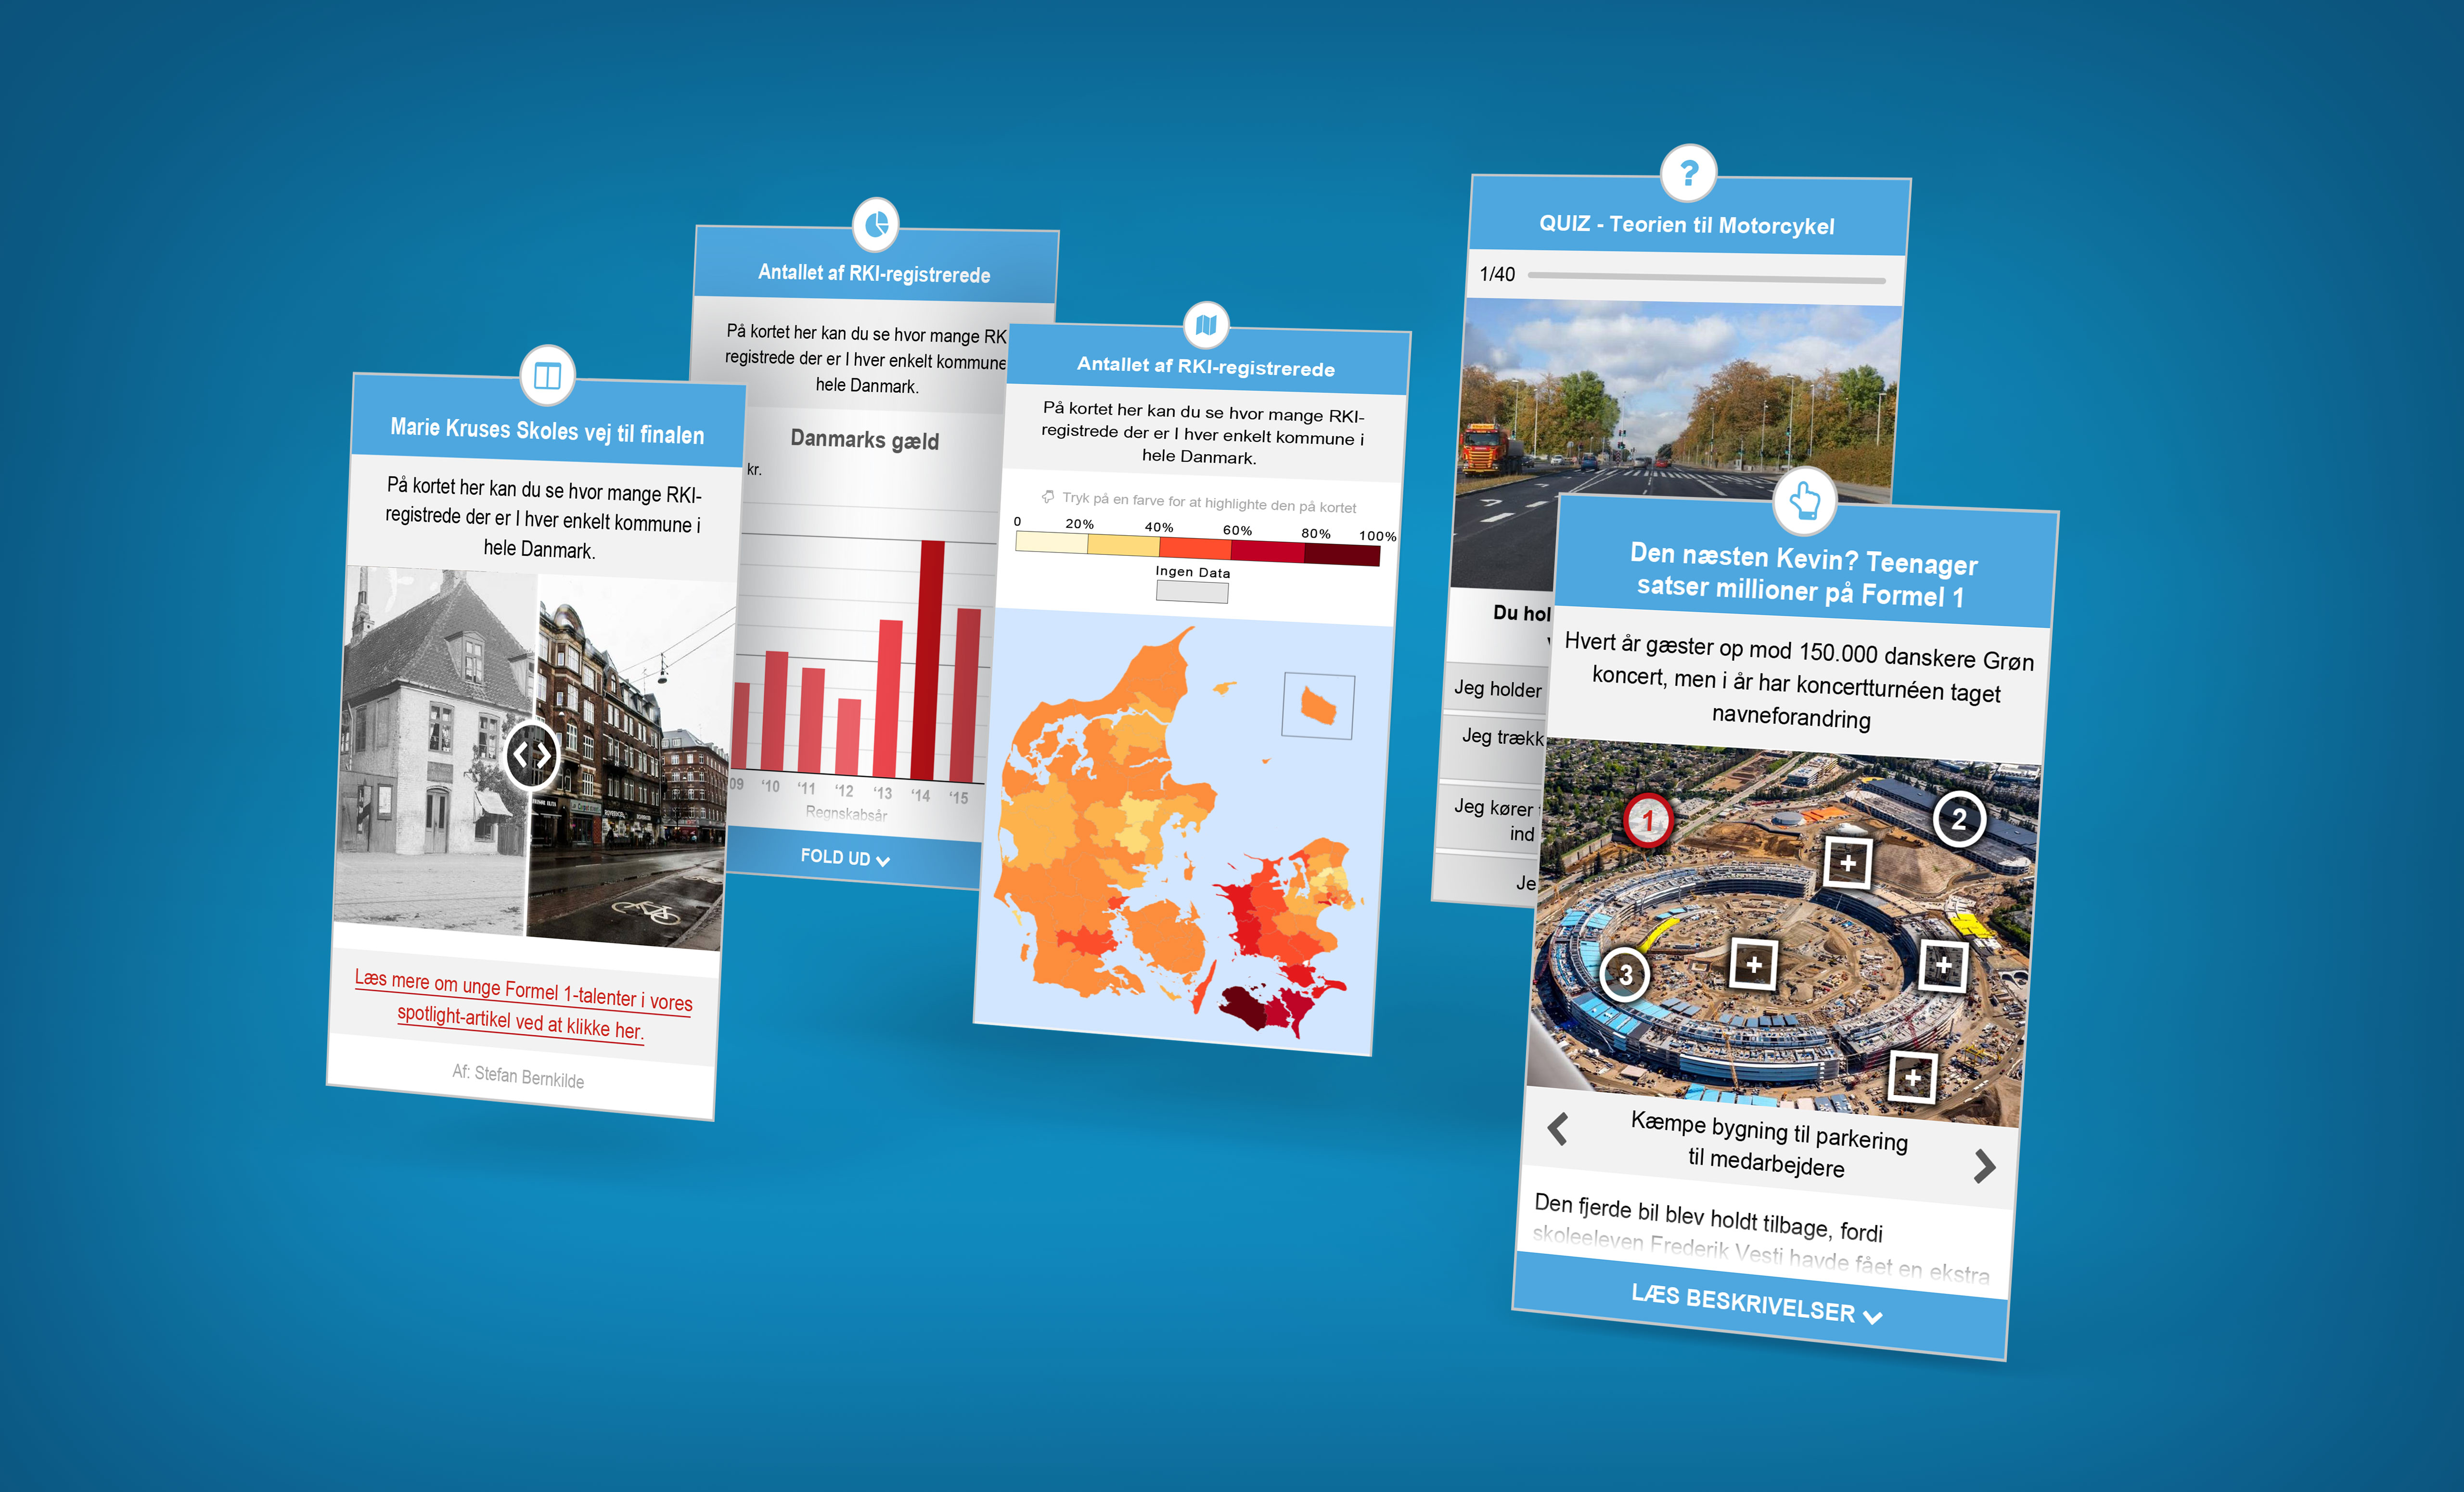 Marie Kruses Skoles vej til finalen
På kortet her kan du se hvor mange RKI-
registrede der er I hver enkelt kommune i
hele Danmark.
Læs mere om unge Formel 1-talenter i vores
spotlight-artikel ved at klikke her.
Af: Stefan Bernkilde
Antallet af RKI-registrerede
På kortet her kan du se hvor mange RK
registrede der er I hver enkelt kommune
hele Danmark.
Danmarks gæld
kr.
09 '10 '11 '12 '13 '14 '15
Regnskabsår
FOLD UD
Antallet af RKI-registrerede
På kortet her kan du se hvor mange RKI-
registrede der er I hver enkelt kommune i
hele Danmark.
Tryk på en farve for at highlighte den på kortet
0 20% 40% 60% 80% 100%
Ingen Data
QUIZ - Teorien til Motorcykel
1/40
Du hol
Jeg holder
Jeg trækk
Jeg kører
ind
Je
Den næsten Kevin? Teenager
satser millioner på Formel 1
Hvert år gæster op mod 150.000 danskere Grøn
koncert, men i år har koncertturnéen taget
navneforandring
1
2
3
Kæmpe bygning til parkering
til medarbejdere
Den fjerde bil blev holdt tilbage, fordi
skoleeleven Frederik Vesti havde fået en ekstra
LÆS BESKRIVELSER